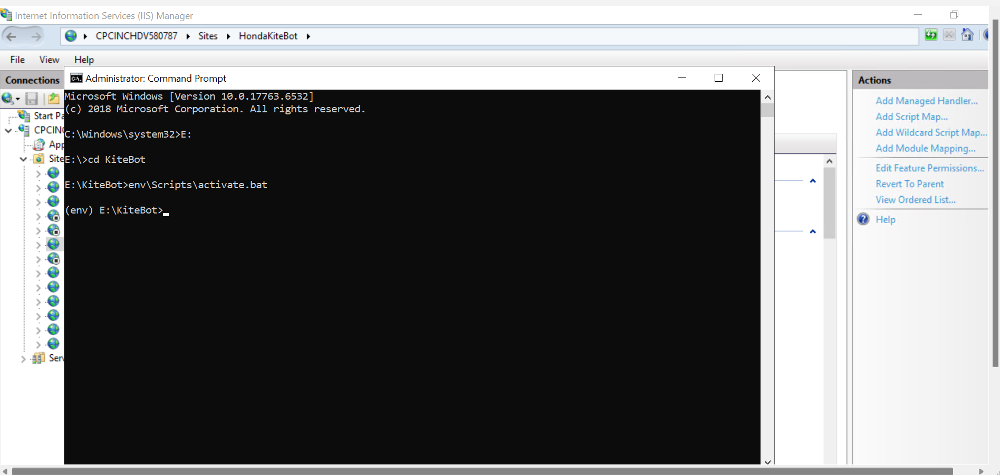 Internet Information Services (IIS) Manager
CPCINCHDV580787 Sites HondaKiteBot
File View Help
Connections
Start Pa
CPCINC
App
Site
Serv
Administrator: Command Prompt
Microsoft Windows [Version 10.0.17763.6532]
(c) 2018 Microsoft Corporation. All rights reserved.
C:\Windows\system32>E:
E:\>cd KiteBot
E:\KiteBot>env\Scripts\activate.bat
(env) E:\KiteBot>
Actions
Add Managed Handler...
Add Script Map...
Add Wildcard Script Map...
Add Module Mapping...
Edit Feature Permissions...
Revert To Parent
View Ordered List...
Help